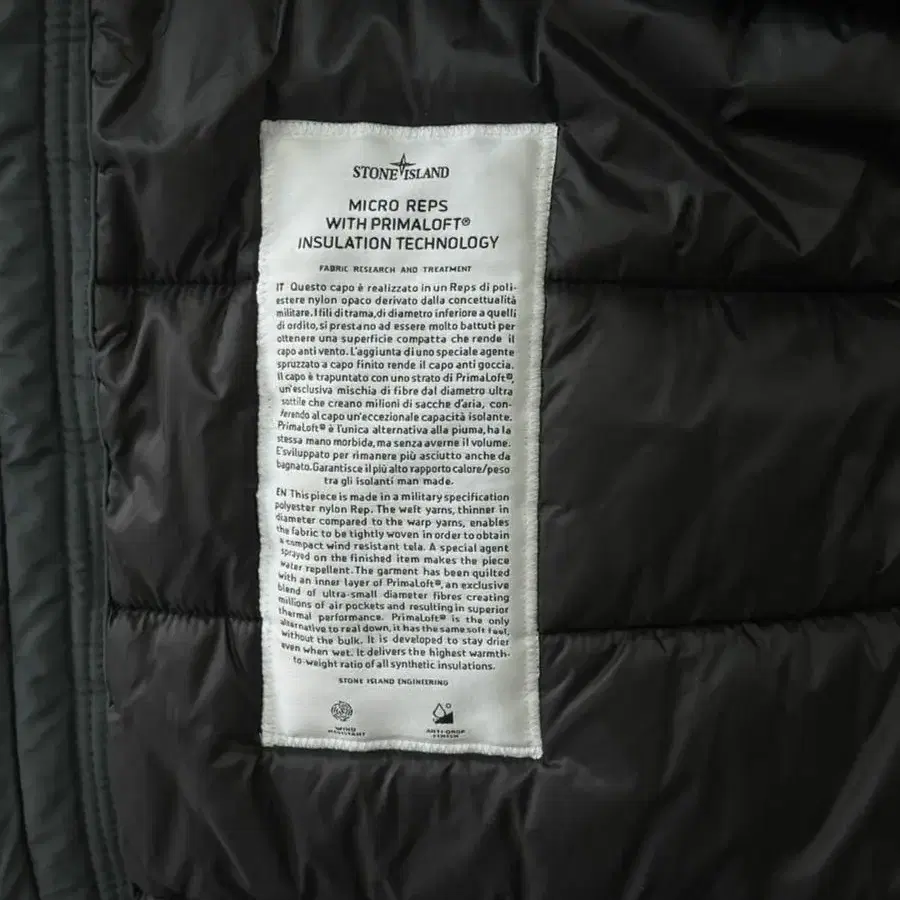 STONE ISLAND
MICRO REPS
WITH PRIMALOFT®
INSULATION TECHNOLOGY
FABRIC RESEARCH AND TREATMENT
IT Questo capo è realizzato in un Reps di poli-
estere nylon opaco derivato dalla concettualità
militare. I fili di trama, di diametro inferiore a quelli
di ordito, si prestano ad essere molto battuti per
ottenere una superficie compatta che rende il
capo anti vento. L'aggiunta di uno speciale agente
spruzzato a capo finito rende il capo anti goccia.
Il capo è trapuntato con uno strato di PrimaLoft®,
un'esclusiva mischia di fibre dal diametro ultra
sottile che creano milioni di sacche d'aria, con-
ferendo al capo un'eccezionale capacità isolante.
PrimaLoft® è l'unica alternativa alla piuma, ha la
stessa mano morbida, ma senza averne il volume.
E'sviluppato per rimanere più asciutto anche da
bagnato. Garantisce il più alto rapporto calore/peso
tra gli isolanti man made.
EN This piece is made in a military specification
polyester nylon Rep. The weft yarns, thinner in
diameter compared to the warp yarns, enables
the fabric to be tightly woven in order to obtain
a compact wind resistant tela. A special agent
sprayed on the finished item makes the piece
water repellent. The garment has been quilted
with an inner layer of PrimaLoft®, an exclusive
blend of ultra-small diameter fibres creating
millions of air pockets and resulting in superior
thermal performance. PrimaLoft® is the only
alternative to real down, it has the same soft feel,
without the bulk. It is developed to stay drier
even when wet. It delivers the highest warmth-
to-weight ratio of all synthetic insulations.
STONE ISLAND ENGINEERING
WIND
RESISTANT
ANTI-DROP
FINISH